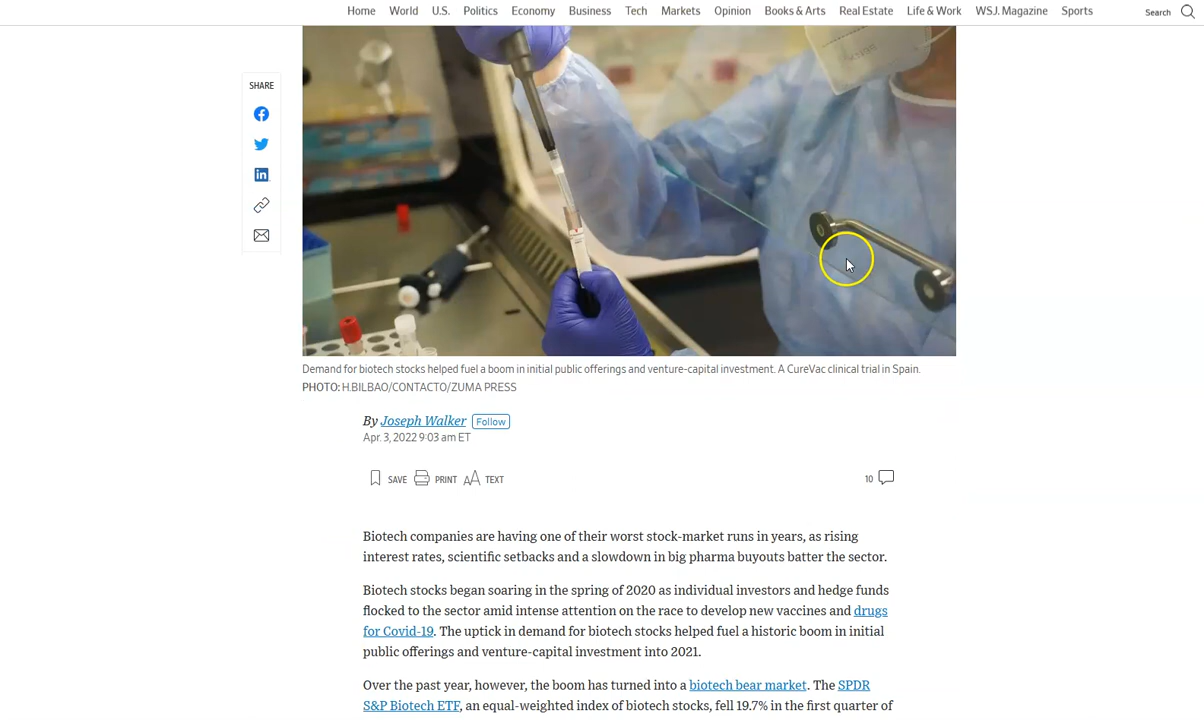 Home World U.S. Politics Economy Business Tech Markets Opinion Books & Arts Real Estate Life & Work WSJ. Magazine Sports Search
SHARE
Demand for biotech stocks helped fuel a boom in initial public offerings and venture-capital investment. A CureVac clinical trial in Spain.
PHOTO: H.BILBAO/CONTACTO/ZUMA PRESS
By Joseph Walker Follow
Apr. 3, 2022 9:03 am ET
SAVE PRINT AA TEXT 10
Biotech companies are having one of their worst stock-market runs in years, as rising
interest rates, scientific setbacks and a slowdown in big pharma buyouts batter the sector.
Biotech stocks began soaring in the spring of 2020 as individual investors and hedge funds
flocked to the sector amid intense attention on the race to develop new vaccines and drugs
for Covid-19. The uptick in demand for biotech stocks helped fuel a historic boom in initial
public offerings and venture-capital investment into 2021.
Over the past year, however, the boom has turned into a biotech bear market. The SPDR
S&P Biotech ETF, an equal-weighted index of biotech stocks, fell 19.7% in the first quarter of